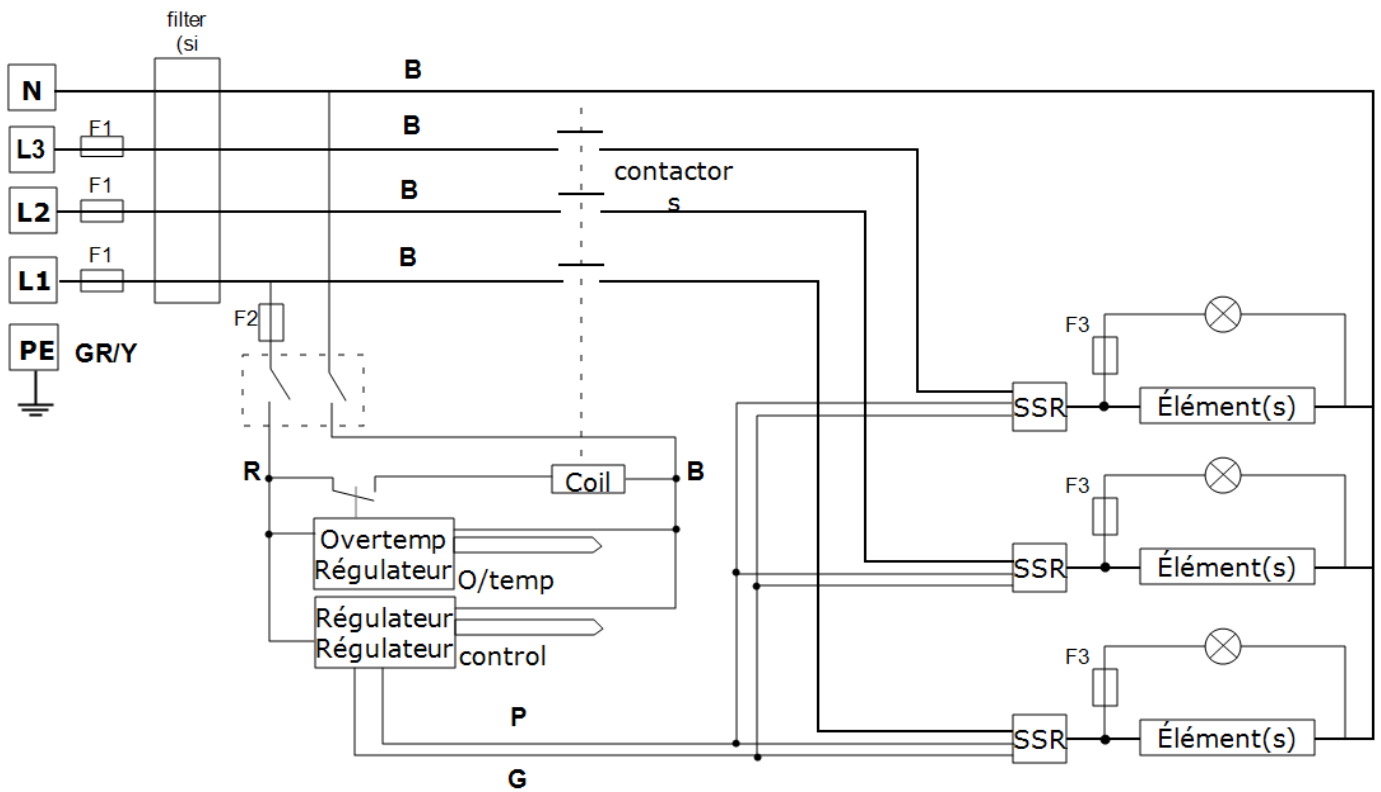 filter
(si
N
B
L3
F1
B
contactor
s
L2
F1
B
L1
F1
B
F2
PE
GR/Y
F3
SSR
Élément(s)
R
Coil
B
F3
Overtemp
Régulateur
O/temp
SSR
Élément(s)
Régulateur
Régulateur
control
F3
P
SSR
Élément(s)
G